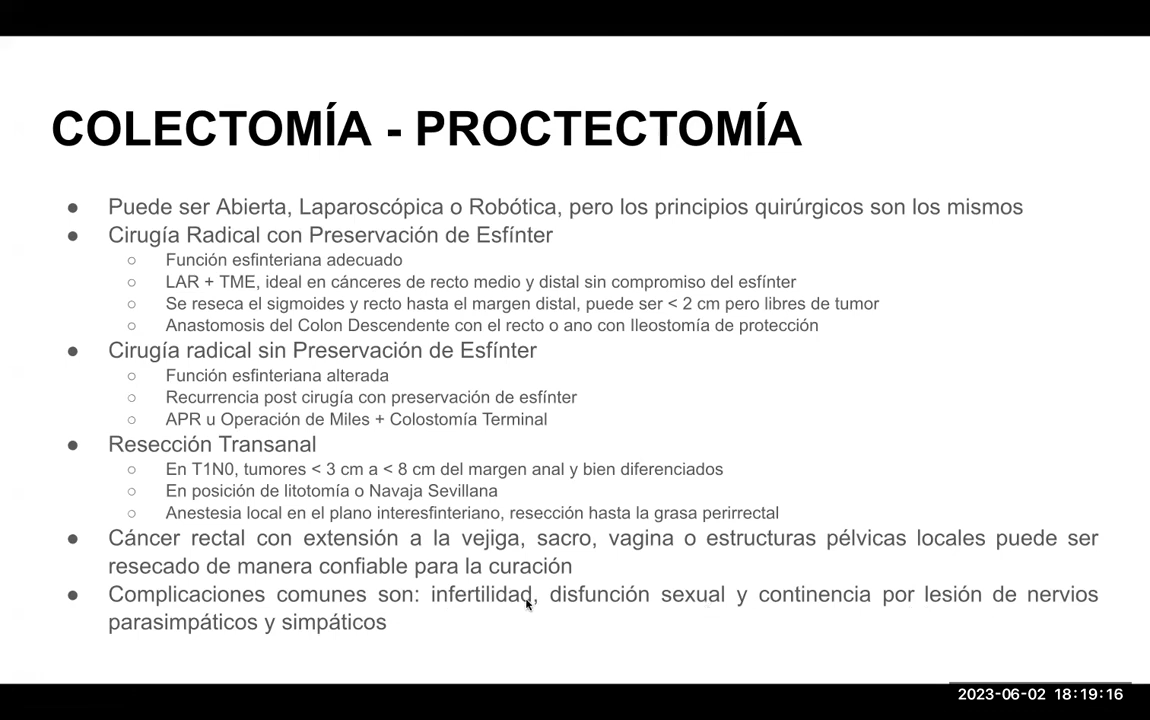 COLECTOMÍA - PROCTECTOMÍA
● Puede ser Abierta, Laparoscópica o Robótica, pero los principios quirúrgicos son los mismos
● Cirugía Radical con Preservación de Esfínter
○ Función esfinteriana adecuado
○ LAR + TME, ideal en cánceres de recto medio y distal sin compromiso del esfínter
○ Se reseca el sigmoides y recto hasta el margen distal, puede ser < 2 cm pero libres de tumor
○ Anastomosis del Colon Descendente con el recto o ano con Ileostomía de protección
● Cirugía radical sin Preservación de Esfínter
○ Función esfinteriana alterada
○ Recurrencia post cirugía con preservación de esfínter
○ APR u Operación de Miles + Colostomía Terminal
● Resección Transanal
○ En T1N0, tumores < 3 cm a < 8 cm del margen anal y bien diferenciados
○ En posición de litotomía o Navaja Sevillana
○ Anestesia local en el plano interesfinteriano, resección hasta la grasa perirrectal
● Cáncer rectal con extensión a la vejiga, sacro, vagina o estructuras pélvicas locales puede ser
resecado de manera confiable para la curación
● Complicaciones comunes son: infertilidad, disfunción sexual y continencia por lesión de nervios
parasimpáticos y simpáticos
2023-06-02 18:19:16